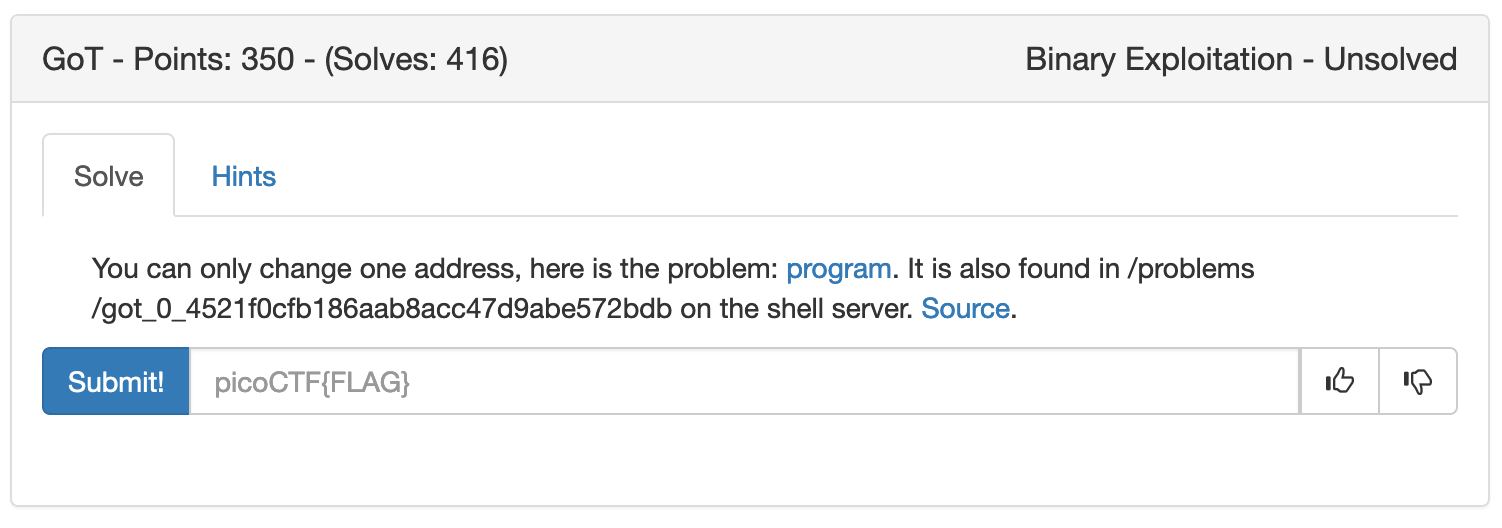 GoT - Points: 350 - (Solves: 416)
Binary Exploitation - Unsolved
Solve
Hints
You can only change one address, here is the problem: program. It is also found in /problems
/got_0_4521f0cfb186aab8acc47d9abe572bdb on the shell server. Source.
Submit!
picoCTF{FLAG}